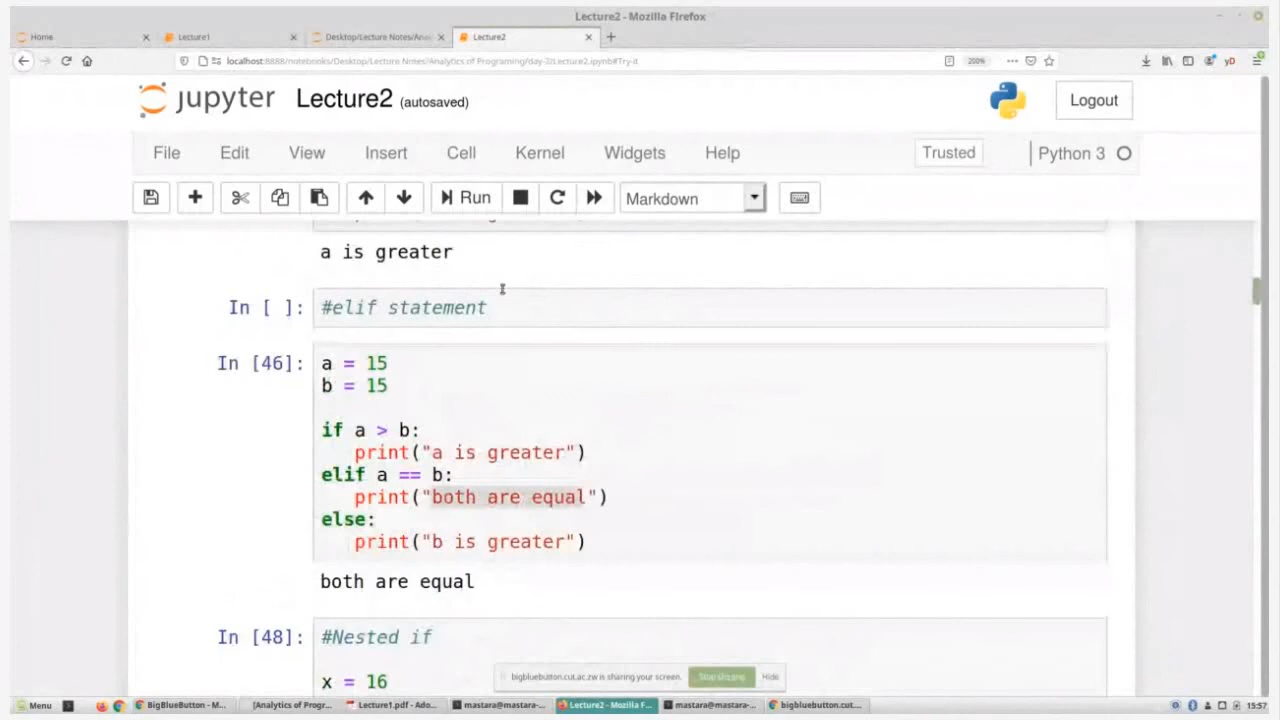 Lecture2 - Mozilla Firefox
Home
Lecture1
Desktop/Lecture Notes/Ana
Lecture2
localhost:8888/notebooks/Desktop/Lecture Notes/Analytics of Programing/day-2/Lecture2.ipynb#Try-it
200%
jupyter Lecture2 (autosaved)
Logout
File Edit View Insert Cell Kernel Widgets Help
Trusted
Python 3
Run
Markdown
a is greater
In [ ]: #elif statement
In [46]: a = 15
b = 15
if a > b:
print("a is greater")
elif a == b:
print("both are equal")
else:
print("b is greater")
both are equal
In [48]: #Nested if
x = 16
bigbluebutton.cut.ac.zw is sharing your screen. Stop sharing Hide
Menu
BigBlueButton - M...
[Analytics of Progr...
Lecture1.pdf - Ado...
mastara@mastara-...
Lecture2 - Mozilla F...
mastara@mastara-...
bigbluebutton.cut....
15:57